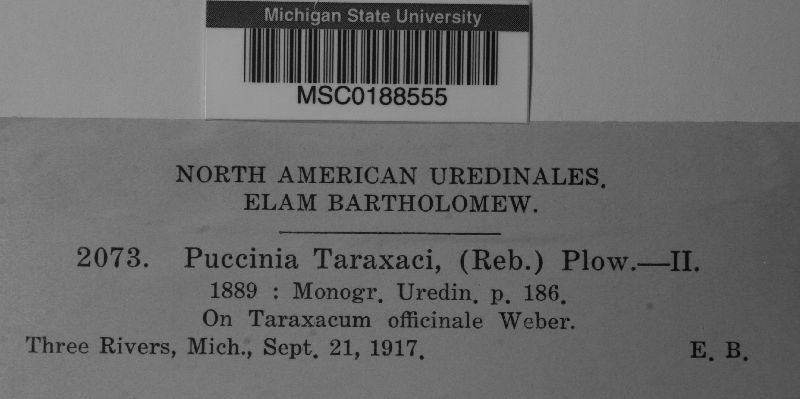 Michigan State University
MSC0188555
NORTH AMERICAN UREDINALES.
ELAM BARTHOLOMEW.
2073. Puccinia Taraxaci, (Reb.) Plow.—II.
1889 : Monogr. Uredin. p. 186.
On Taraxacum officinale Weber.
Three Rivers, Mich., Sept. 21, 1917. E. B.